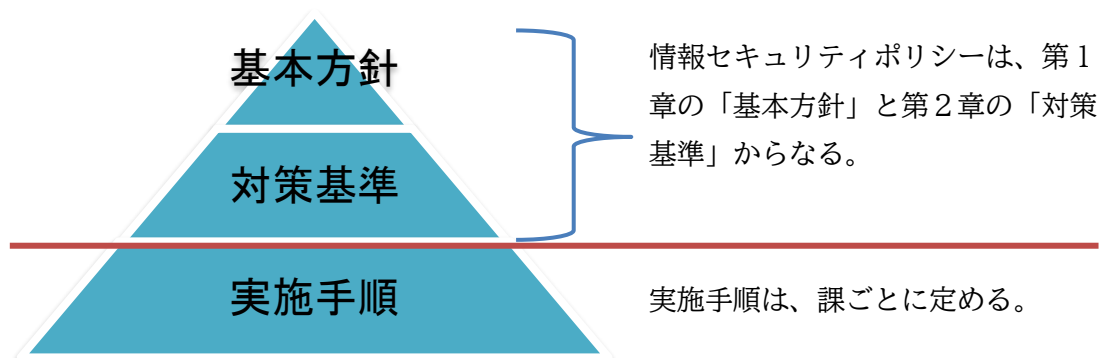 基本方針
対策基準
実施手順
情報セキュリティポリシーは、第１
章の「基本方針」と第２章の「対策
基準」からなる。
実施手順は、課ごとに定める。